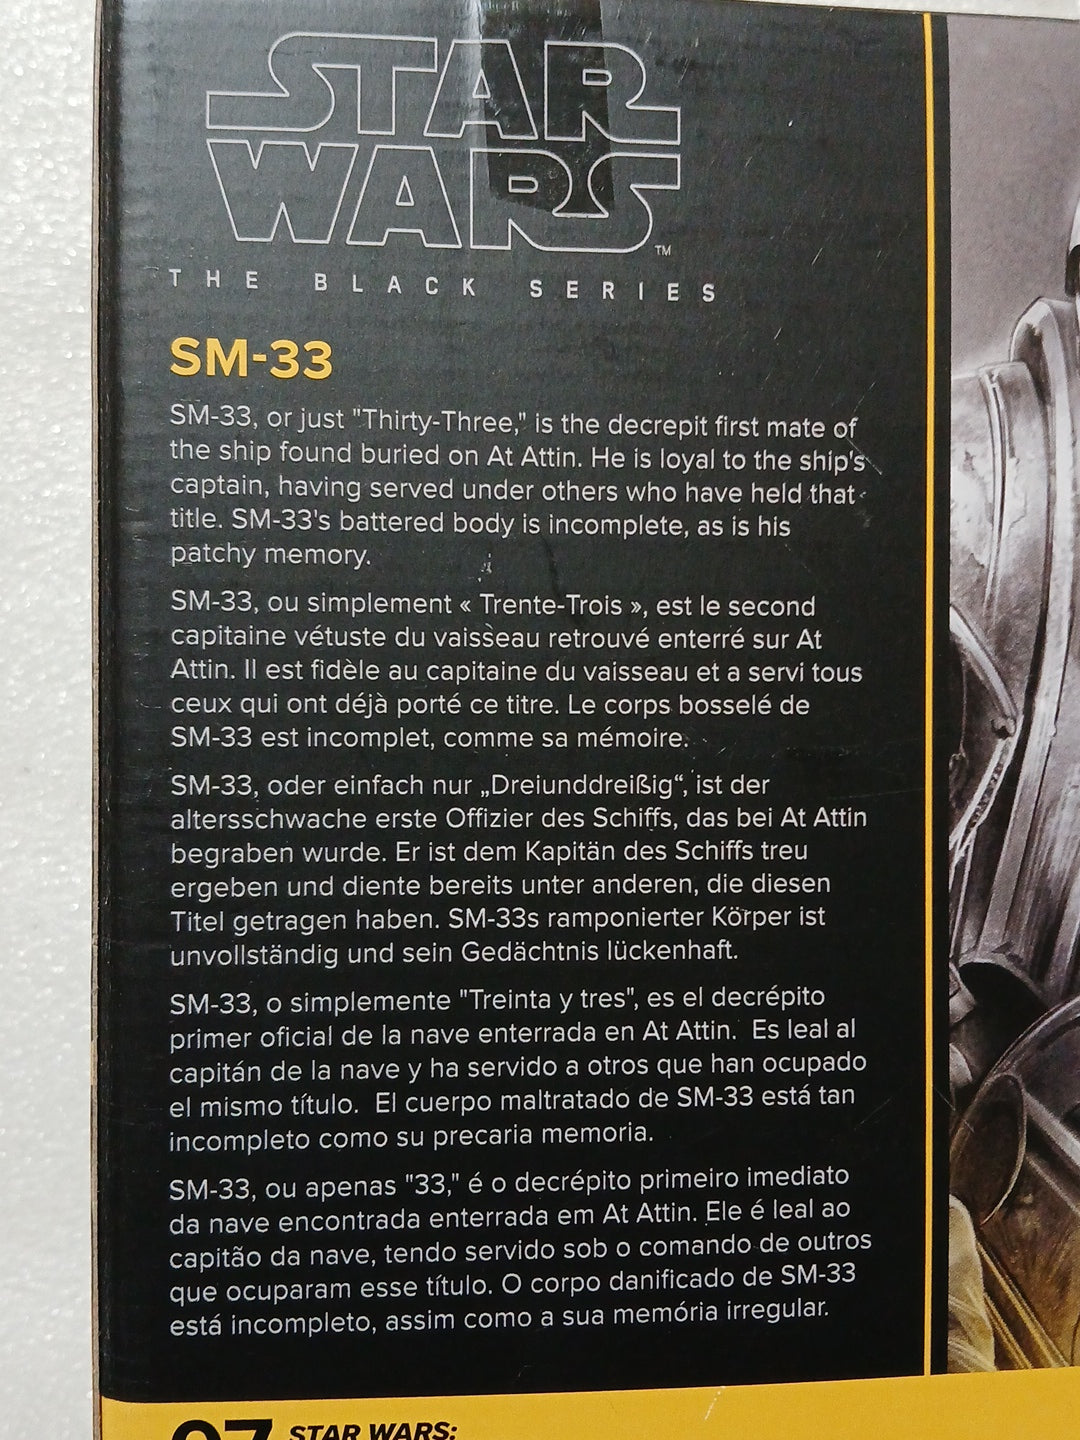 STAR
WARS™
THE BLACK SERIES
SM-33
SM-33, or just "Thirty-Three," is the decrepit first mate of
the ship found buried on At Attin. He is loyal to the ship's
captain, having served under others who have held that
title. SM-33's battered body is incomplete, as is his
patchy memory.
SM-33, ou simplement « Trente-Trois », est le second
capitaine vétuste du vaisseau retrouvé enterré sur At
Attin. Il est fidèle au capitaine du vaisseau et a servi tous
ceux qui ont déjà porté ce titre. Le corps bosselé de
SM-33 est incomplet, comme sa mémoire.
SM-33, oder einfach nur „Dreiunddreißig“, ist der
altersschwache erste Offizier des Schiffs, das bei At Attin
begraben wurde. Er ist dem Kapitän des Schiffs treu
ergeben und diente bereits unter anderen, die diesen
Titel getragen haben. SM-33s ramponierter Körper ist
unvollständig und sein Gedächtnis lückenhaft.
SM-33, o simplemente "Treinta y tres", es el decrépito
primer oficial de la nave enterrada en At Attin. Es leal al
capitán de la nave y ha servido a otros que han ocupado
el mismo título. El cuerpo maltratado de SM-33 está tan
incompleto como su precaria memoria.
SM-33, ou apenas "33," é o decrépito primeiro imediato
da nave encontrada enterrada em At Attin. Ele é leal ao
capitão da nave, tendo servido sob o comando de outros
que ocuparam esse título. O corpo danificado de SM-33
está incompleto, assim como a sua memória irregular.
07 STAR WARS: